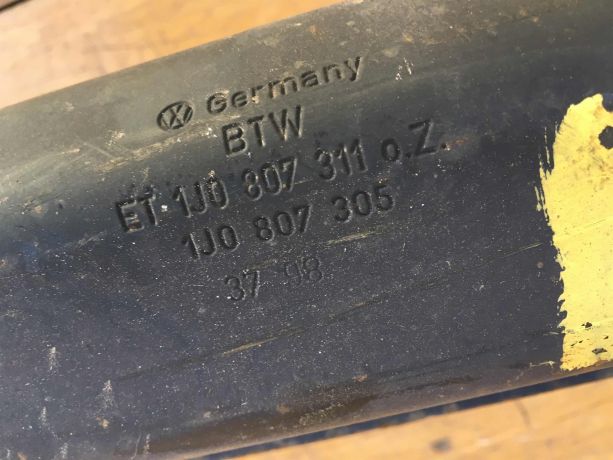 Germany
BTW
ET 1J0 807 311 o.Z.
1J0 807 305
37 98